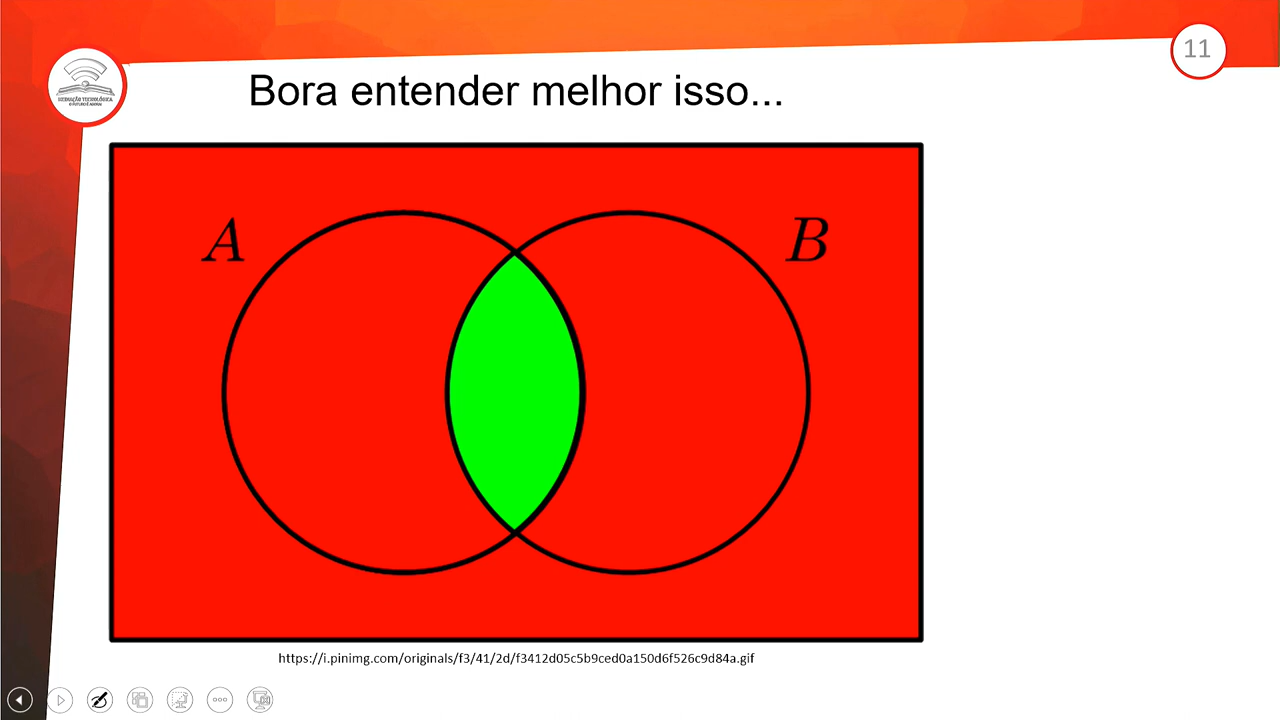 11
Bora entender melhor isso...
A
B
https://i.pinimg.com/originals/f3/41/2d/f3412d05c5b9ced0a150d6f526c9d84a.gif